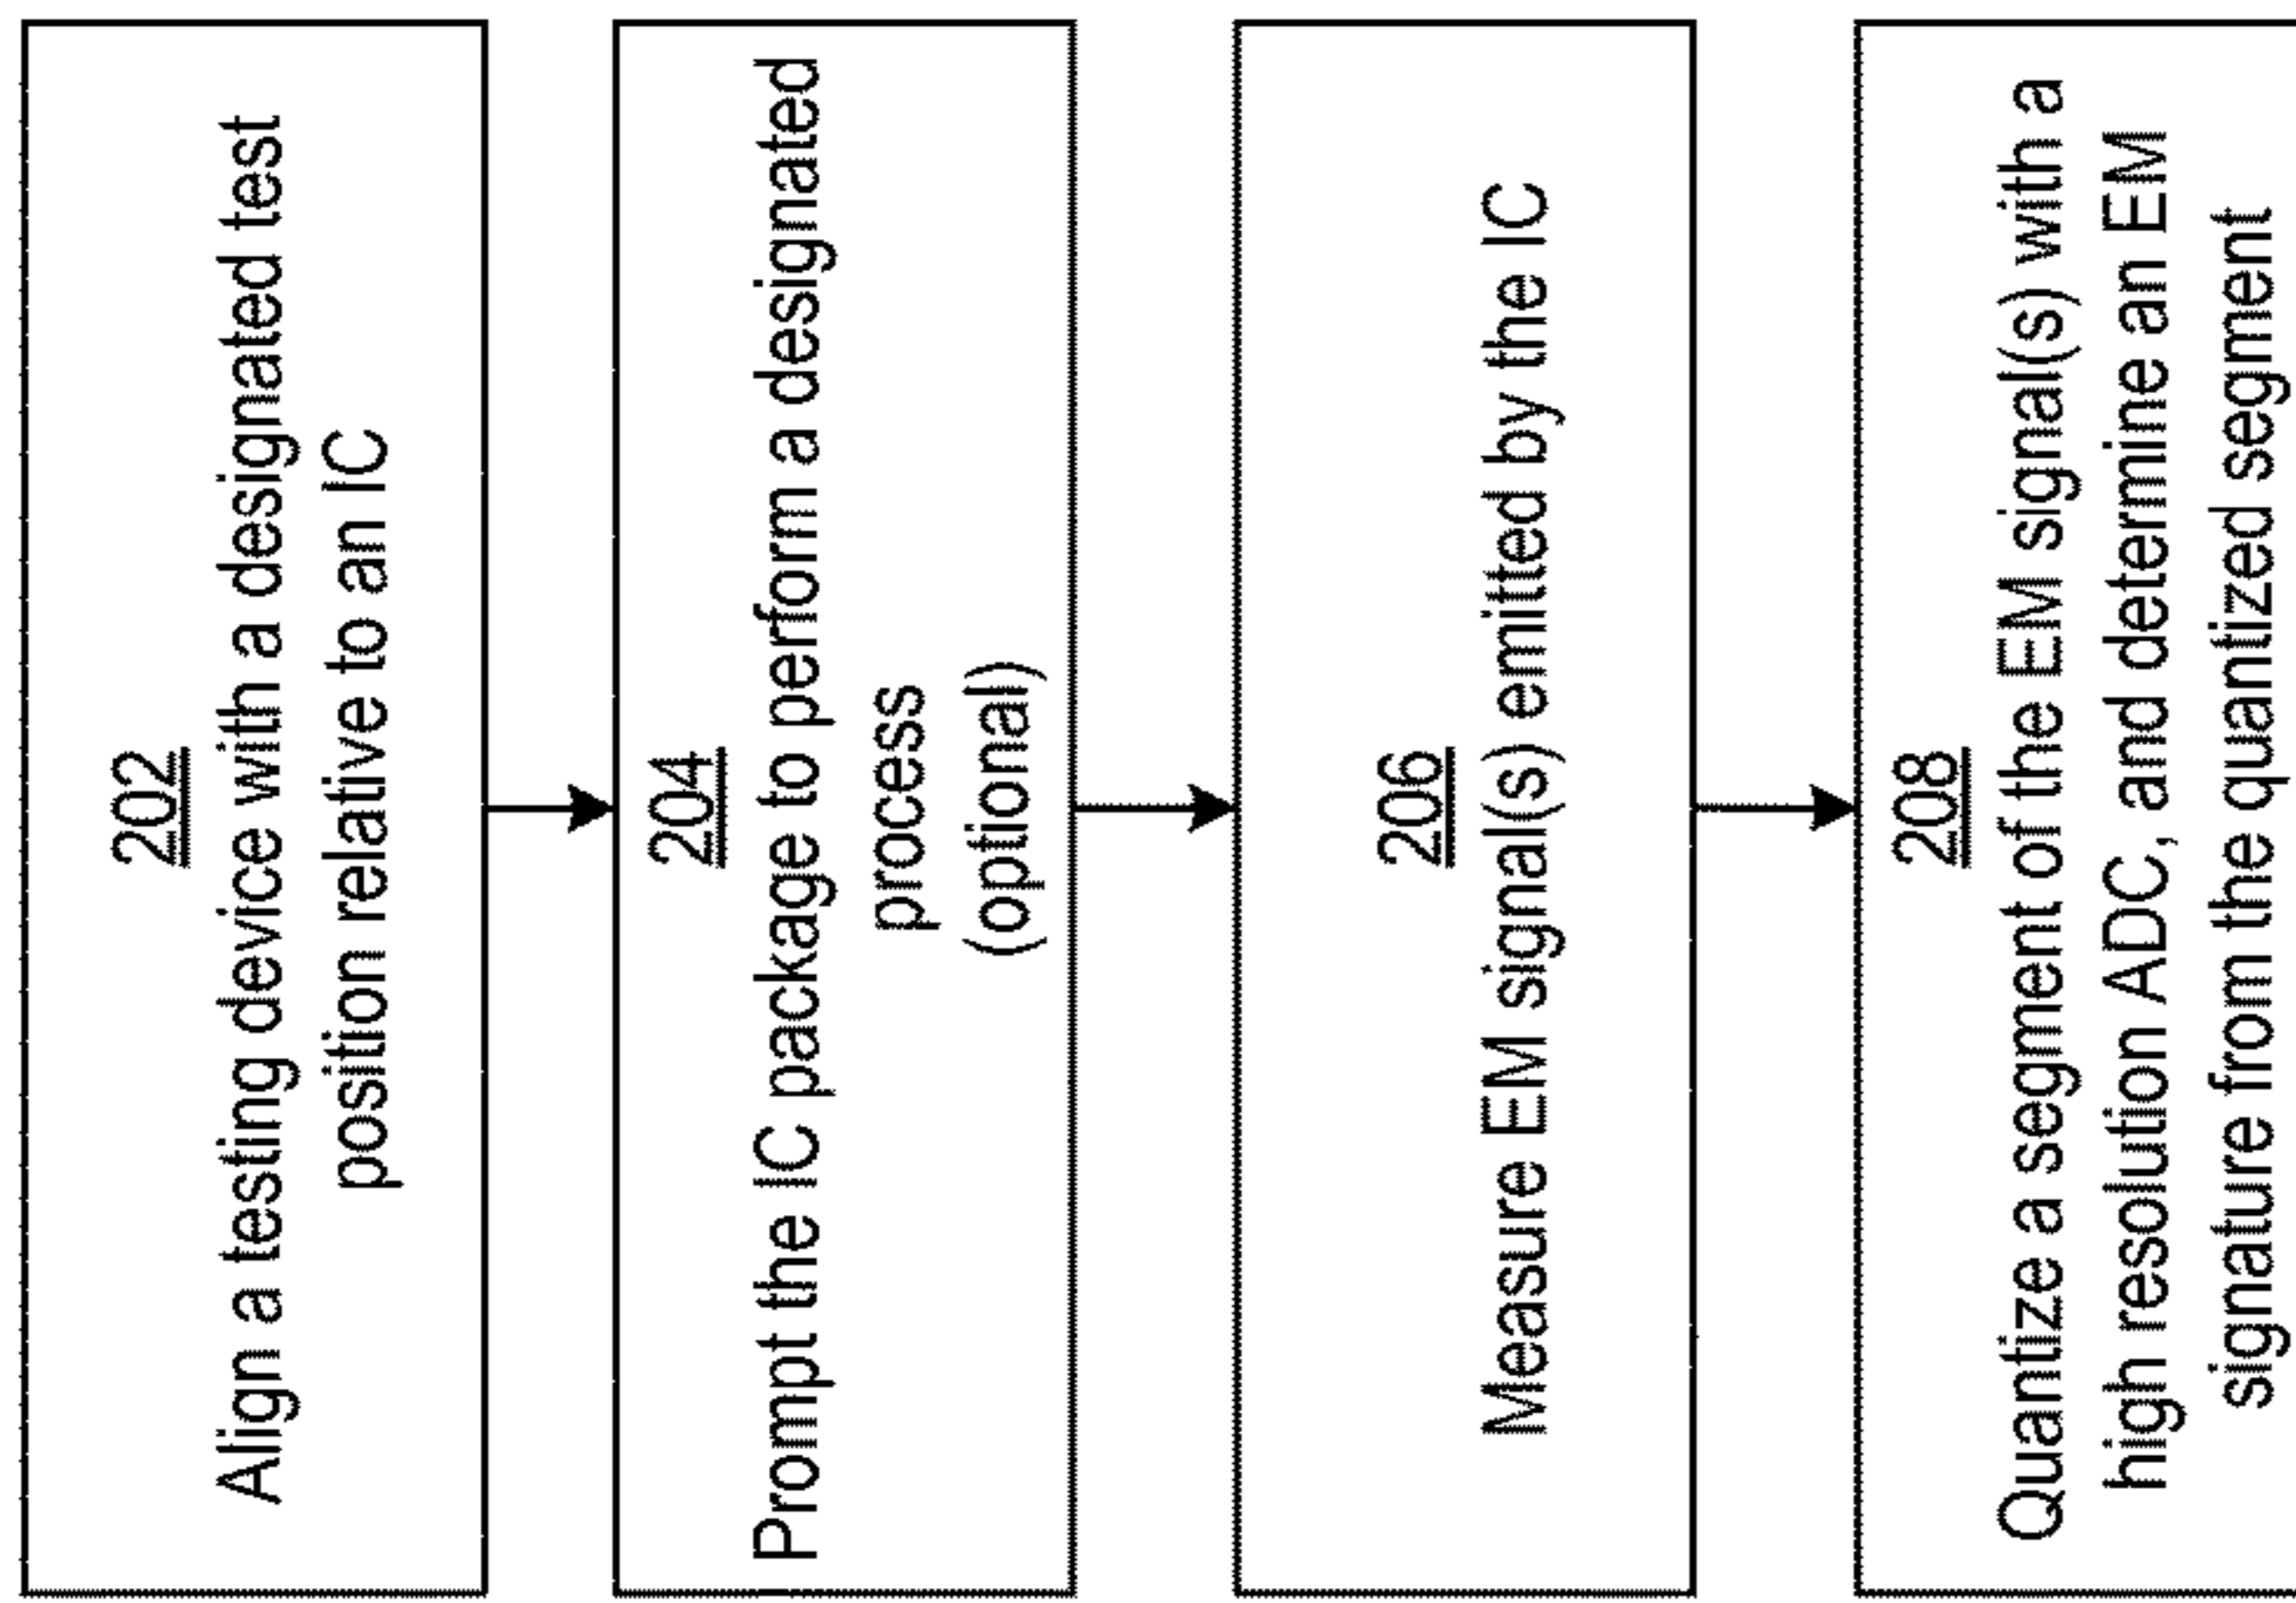 202
Align a testing device with a designated test
position relative to an IC
204
Prompt the IC package to perform a designated
process
(optional)
206
Measure EM signal(s) emitted by the IC
208
Quantize a segment of the EM signal(s) with a
high resolution ADC, and determine an EM
signature from the quantized segment